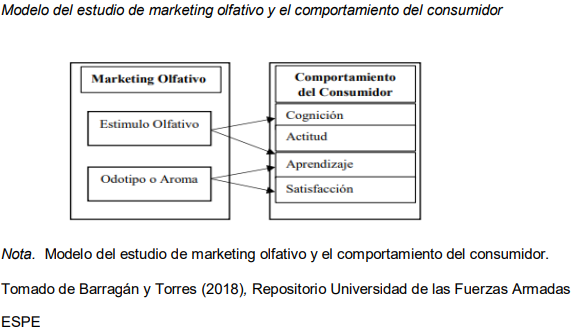 Modelo del estudio de marketing olfativo y el comportamiento del consumidor
Marketing Olfativo
Estimulo Olfativo
Odotipo o Aroma
Comportamiento
del Consumidor
Cognición
Actitud
Aprendizaje
Satisfacción
Nota. Modelo del estudio de marketing olfativo y el comportamiento del consumidor.
Tomado de Barragán y Torres (2018), Repositorio Universidad de las Fuerzas Armadas
ESPE